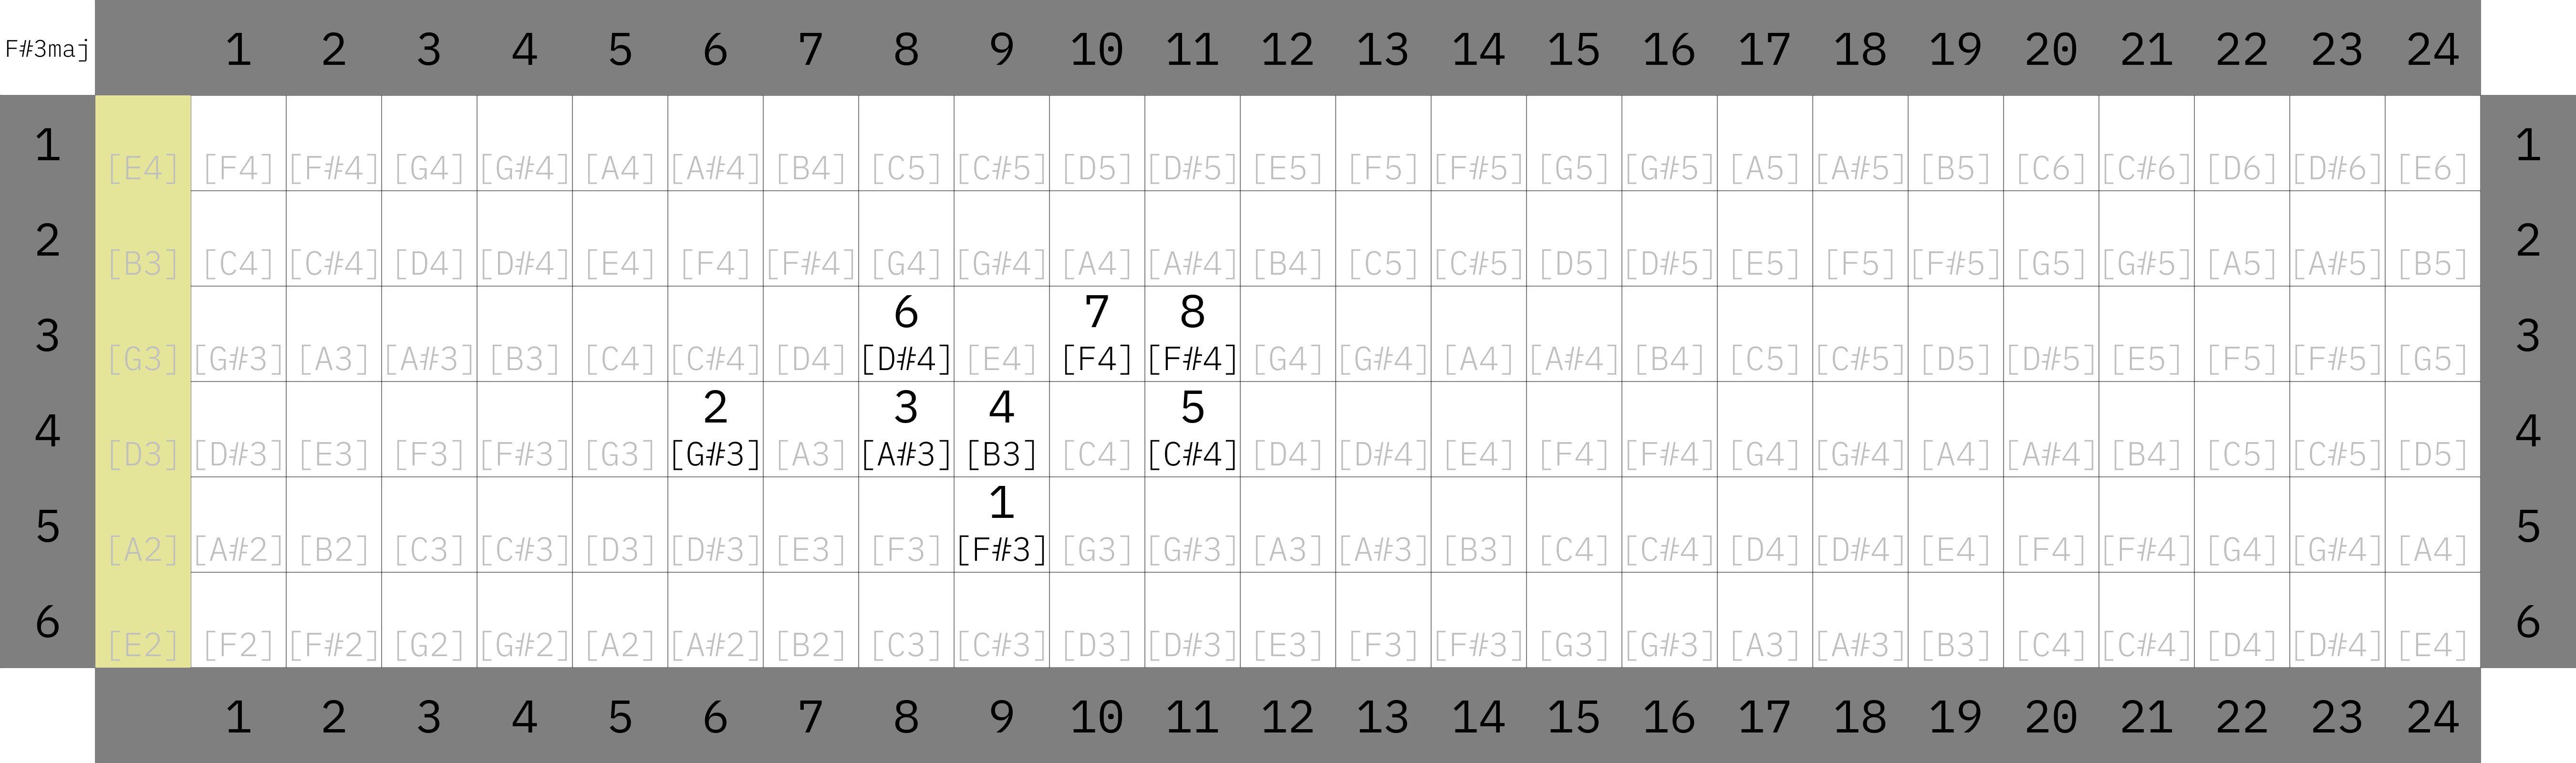 F#3maj 1 2 3 4 5 6 7 8 9 10 11 12 13 14 15 16 17 18 19 20 21 22 23 24
1 [E4] [F4] [F#4] [G4] [G#4] [A4] [A#4] [B4] [C5] [C#5] [D5] [D#5] [E5] [F5] [F#5] [G5] [G#5] [A5] [A#5] [B5] [C6] [C#6] [D6] [D#6] [E6] 1
2 [B3] [C4] [C#4] [D4] [D#4] [E4] [F4] [F#4] [G4] [G#4] [A4] [A#4] [B4] [C5] [C#5] [D5] [D#5] [E5] [F5] [F#5] [G5] [G#5] [A5] [A#5] [B5] 2
6 7 8
3 [G3] [G#3] [A3] [A#3] [B3] [C4] [C#4] [D4] [D#4] [E4] [F4] [F#4] [G4] [G#4] [A4] [A#4] [B4] [C5] [C#5] [D5] [D#5] [E5] [F5] [F#5] [G5] 3
2 3 4 5
4 [D3] [D#3] [E3] [F3] [F#3] [G3] [G#3] [A3] [A#3] [B3] [C4] [C#4] [D4] [D#4] [E4] [F4] [F#4] [G4] [G#4] [A4] [A#4] [B4] [C5] [C#5] [D5] 4
1
5 [A2] [A#2] [B2] [C3] [C#3] [D3] [D#3] [E3] [F3] [F#3] [G3] [G#3] [A3] [A#3] [B3] [C4] [C#4] [D4] [D#4] [E4] [F4] [F#4] [G4] [G#4] [A4] 5
6 [E2] [F2] [F#2] [G2] [G#2] [A2] [A#2] [B2] [C3] [C#3] [D3] [D#3] [E3] [F3] [F#3] [G3] [G#3] [A3] [A#3] [B3] [C4] [C#4] [D4] [D#4] [E4] 6
1 2 3 4 5 6 7 8 9 10 11 12 13 14 15 16 17 18 19 20 21 22 23 24